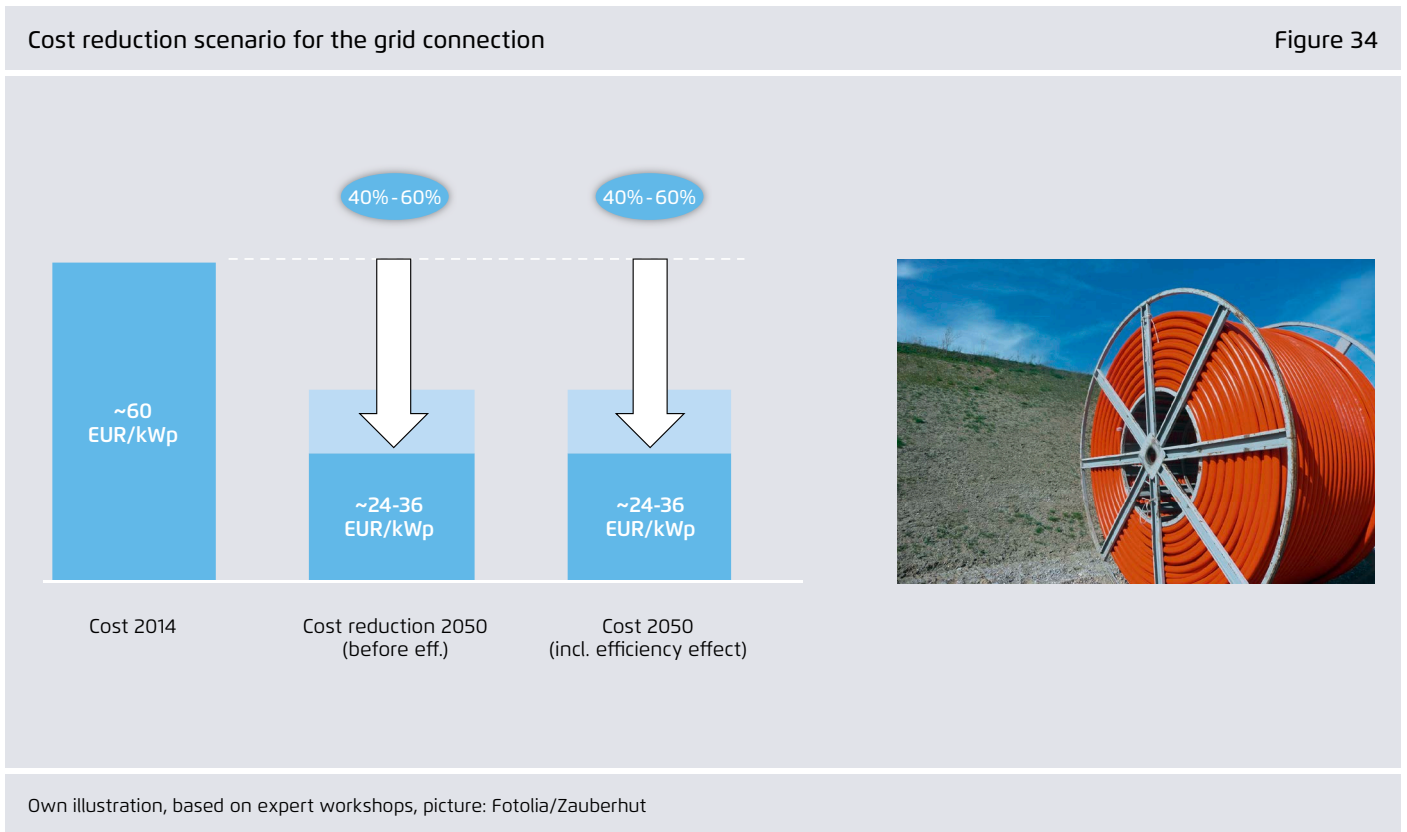 Cost reduction scenario for the grid connection
Figure 34
40%-60%
40%-60%
~60
EUR/kWp
~24-36
EUR/kWp
~24-36
EUR/kWp
Cost 2014
Cost reduction 2050
(before eff.)
Cost 2050
(incl. efficiency effect)
Own illustration, based on expert workshops, picture: Fotolia/Zauberhut